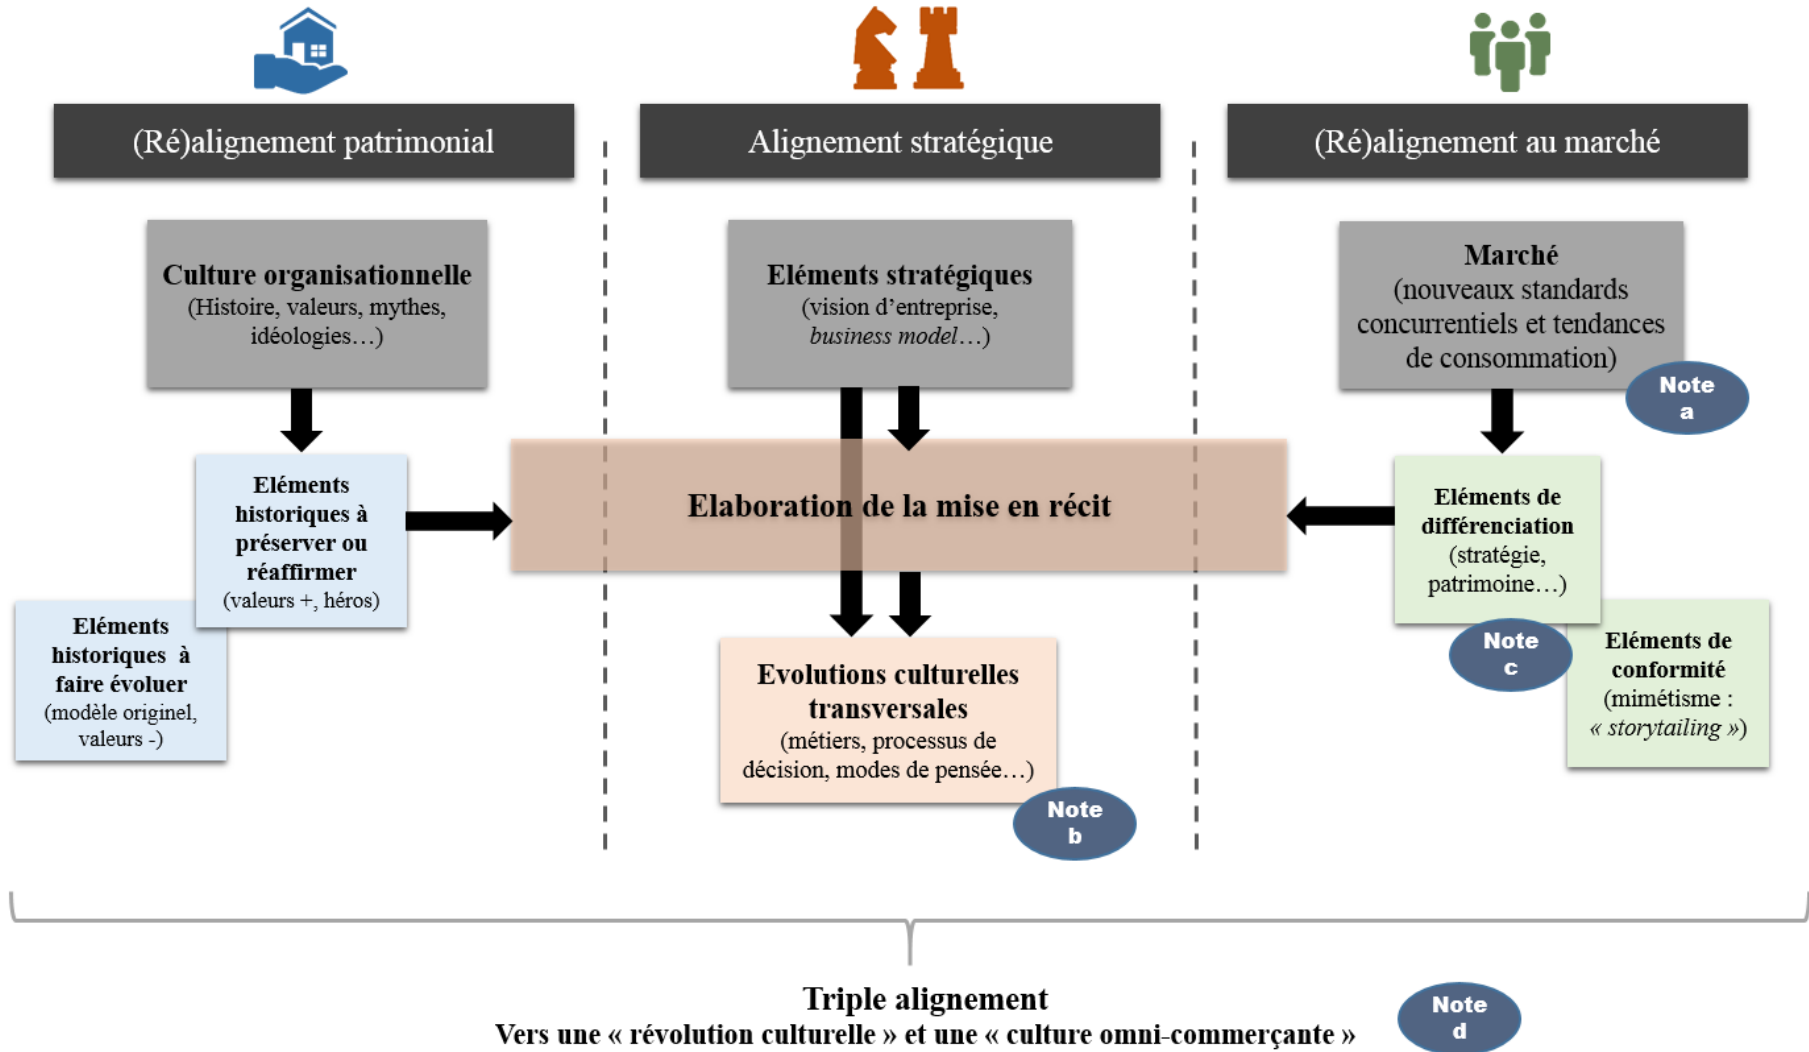 (Ré)alignement patrimonial
Alignement stratégique
(Ré)alignement au marché
Culture organisationnelle
(Histoire, valeurs, mythes,
idéologies…)
Eléments stratégiques
(vision d’entreprise,
business model…)
Marché
(nouveaux standards
concurrentiels et tendances
de consommation)
Note
a
Eléments
historiques à
préserver ou
réaffirmer
(valeurs +, héros)
Eléments
historiques à
faire évoluer
(modèle originel,
valeurs -)
Elaboration de la mise en récit
Eléments de
différenciation
(stratégie,
patrimoine…)
Note
c
Eléments de
conformité
(mimétisme :
« storytailing »)
Evolutions culturelles
transversales
(métiers, processus de
décision, modes de pensée…)
Note
b
Triple alignement
Vers une « révolution culturelle » et une « culture omni-commerçante »
Note
d